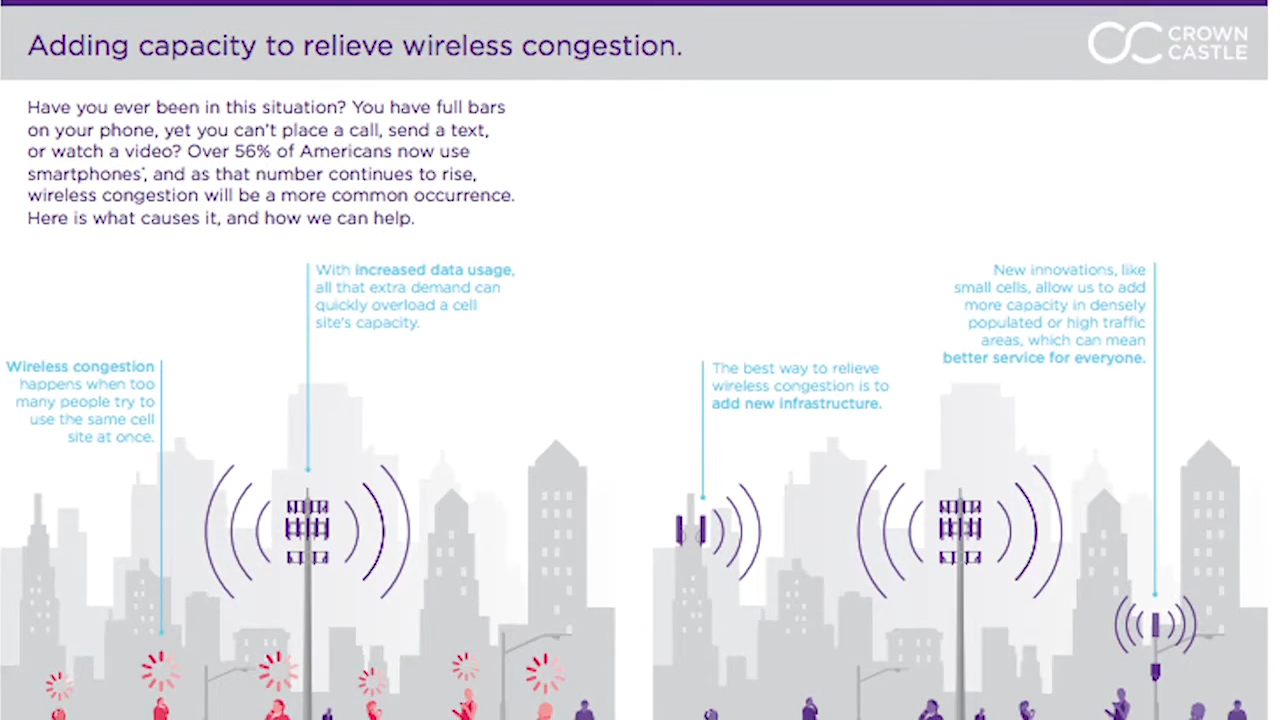 Adding capacity to relieve wireless congestion.
CROWN
CASTLE
Have you ever been in this situation? You have full bars
on your phone, yet you can't place a call, send a text,
or watch a video? Over 56% of Americans now use
smartphones*, and as that number continues to rise,
wireless congestion will be a more common occurrence.
Here is what causes it, and how we can help.
Wireless congestion
happens when too
many people try to
use the same cell
site at once.
With increased data usage,
all that extra demand can
quickly overload a cell
site's capacity.
The best way to relieve
wireless congestion is to
add new infrastructure.
New innovations, like
small cells, allow us to add
more capacity in densely
populated or high traffic
areas, which can mean
better service for everyone.